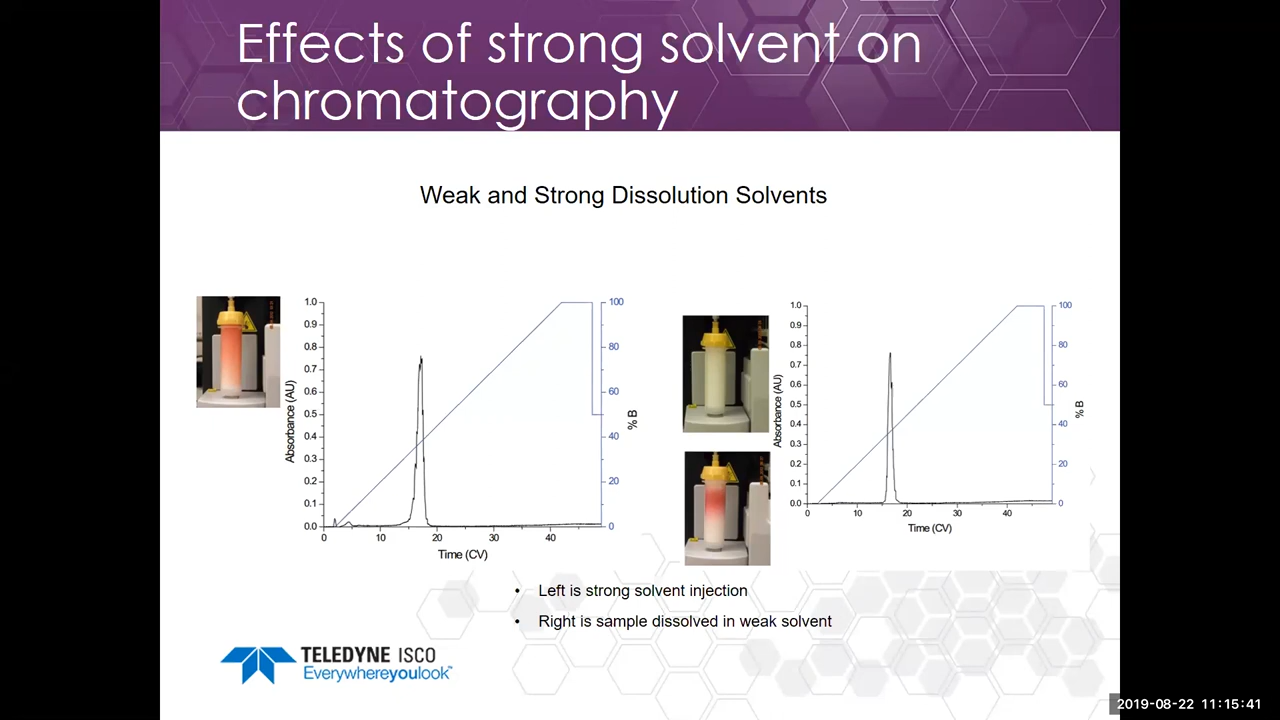 Effects of strong solvent on
chromatography
Weak and Strong Dissolution Solvents
1.0
0.9
0.8
0.7
0.6
0.5
0.4
0.3
0.2
0.1
0.0
Absorbance (AU)
0 10 20 30 40
Time (CV)
100
80
60
40
20
0
% B
1.0
0.9
0.8
0.7
0.6
0.5
0.4
0.3
0.2
0.1
0.0
Absorbance (AU)
10 20 30 40
Time (CV)
100
80
60
40
20
0
% B
• Left is strong solvent injection
• Right is sample dissolved in weak solvent
TELEDYNE ISCO
Everywhereyoulook™
2019-08-22 11:15:41